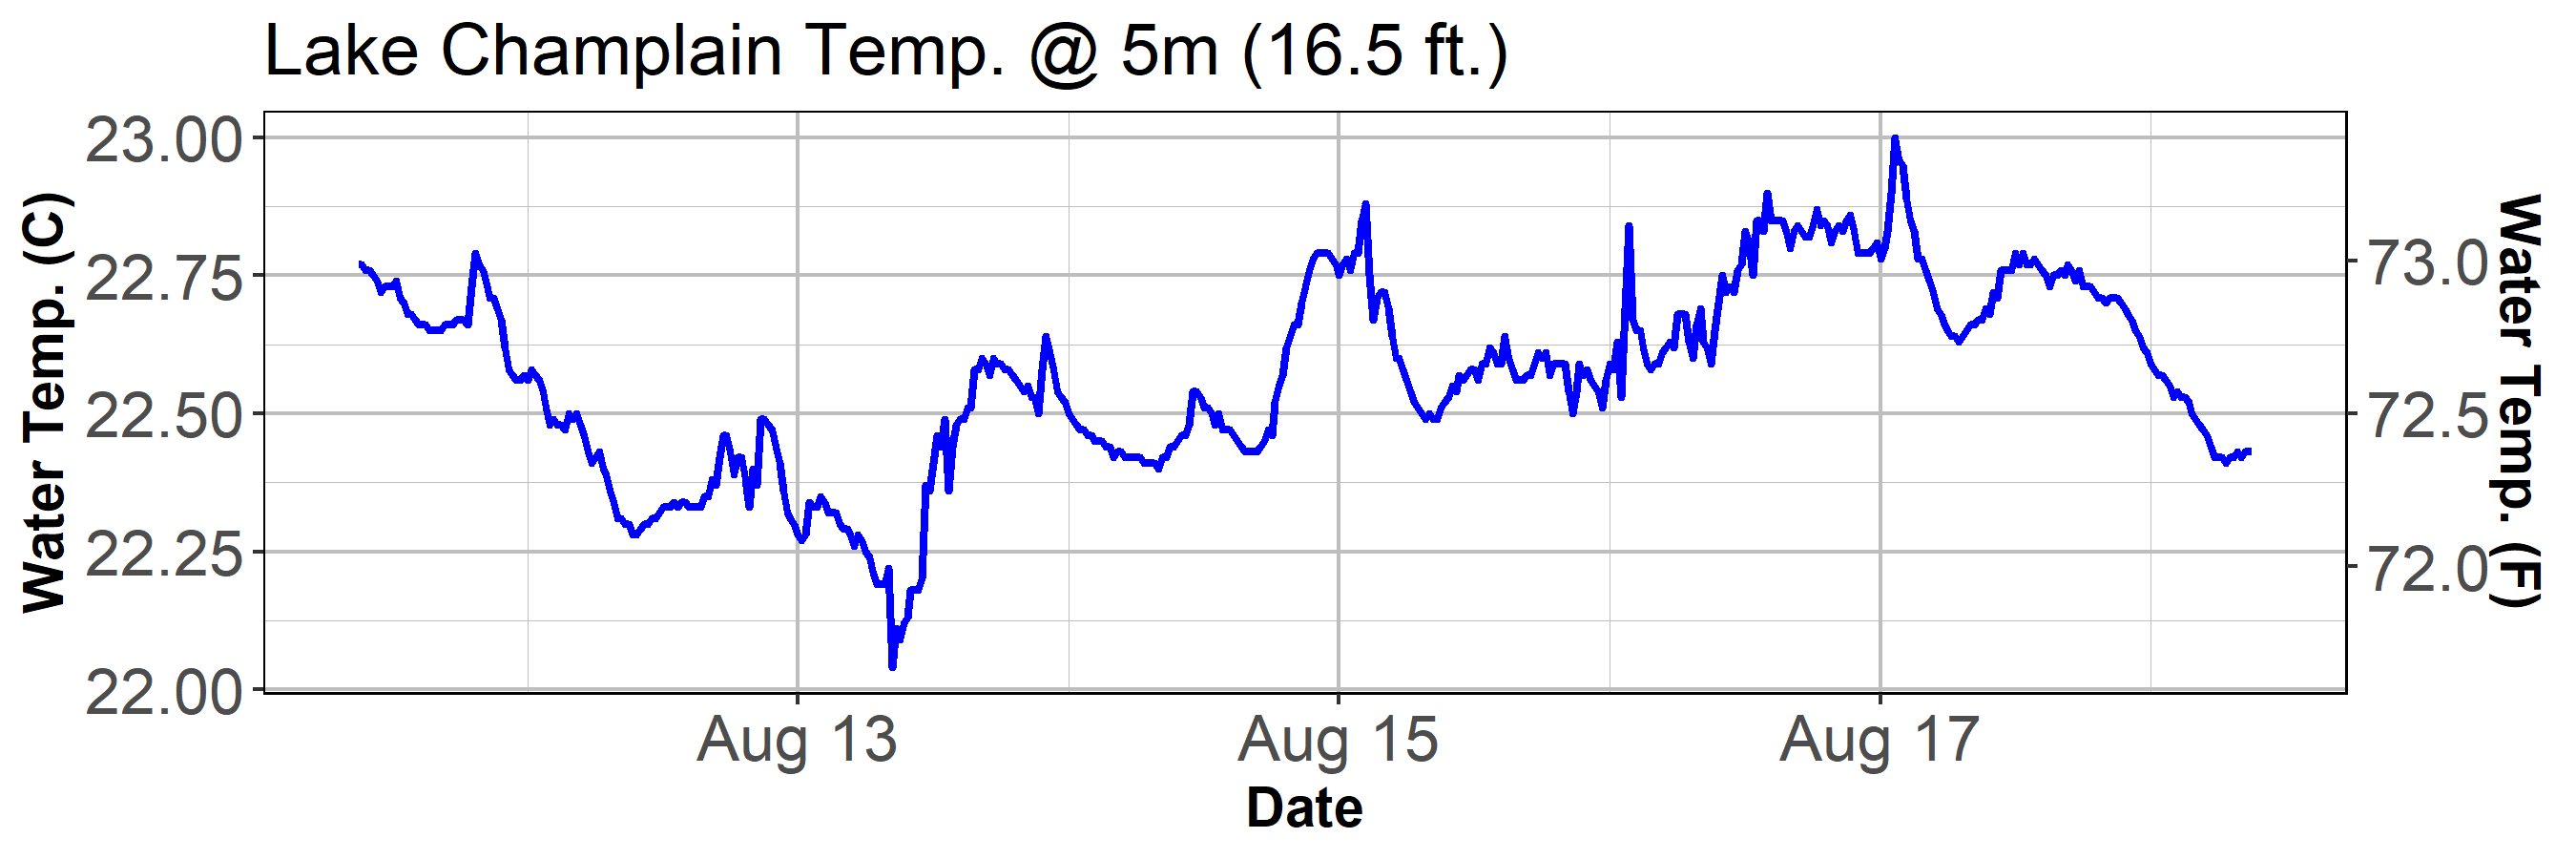 Lake Champlain Temp. @ 5m (16.5 ft.)
Water Temp. (C)
23.00
22.75
22.50
22.25
22.00
73.0
72.5
72.0
Water Temp. (F)
Aug 13
Aug 15
Aug 17
Date